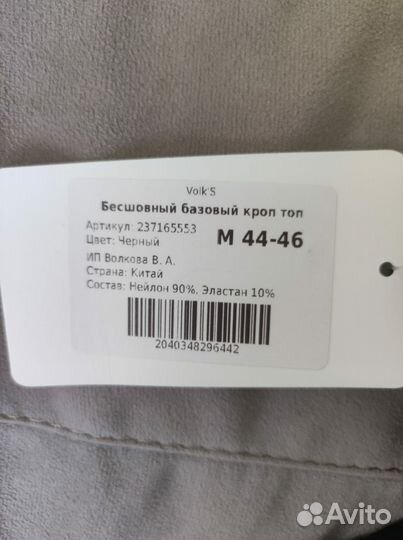 Volk'S
Бесшовный базовый кроп топ
Артикул: 237165553
Цвет: Черный
M 44-46
ИП Волкова В. А.
Страна: Китай
Состав: Нейлон 90%. Эластан 10%
2040348296442
Avito